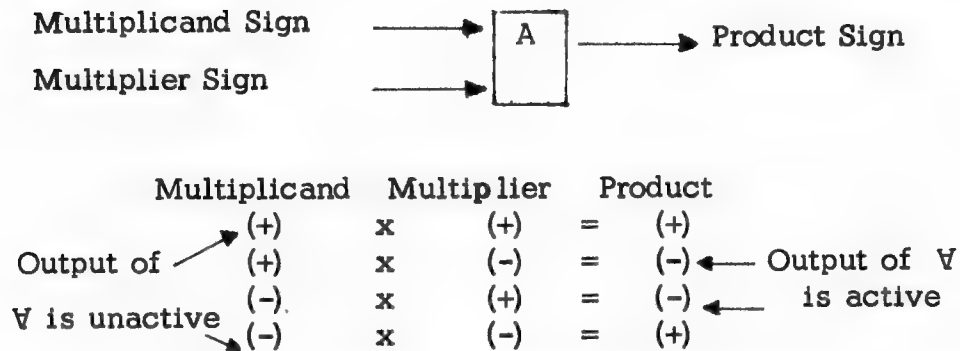 Multiplicand Sign
A
Product Sign
Multiplier Sign
Multiplicand Multiplier Product
(+) x (+) = (+)
Output of (+) x (-) = (-) Output of ∀
(-) x (+) = (-) is active
∀ is unactive
(-) x (-) = (+)